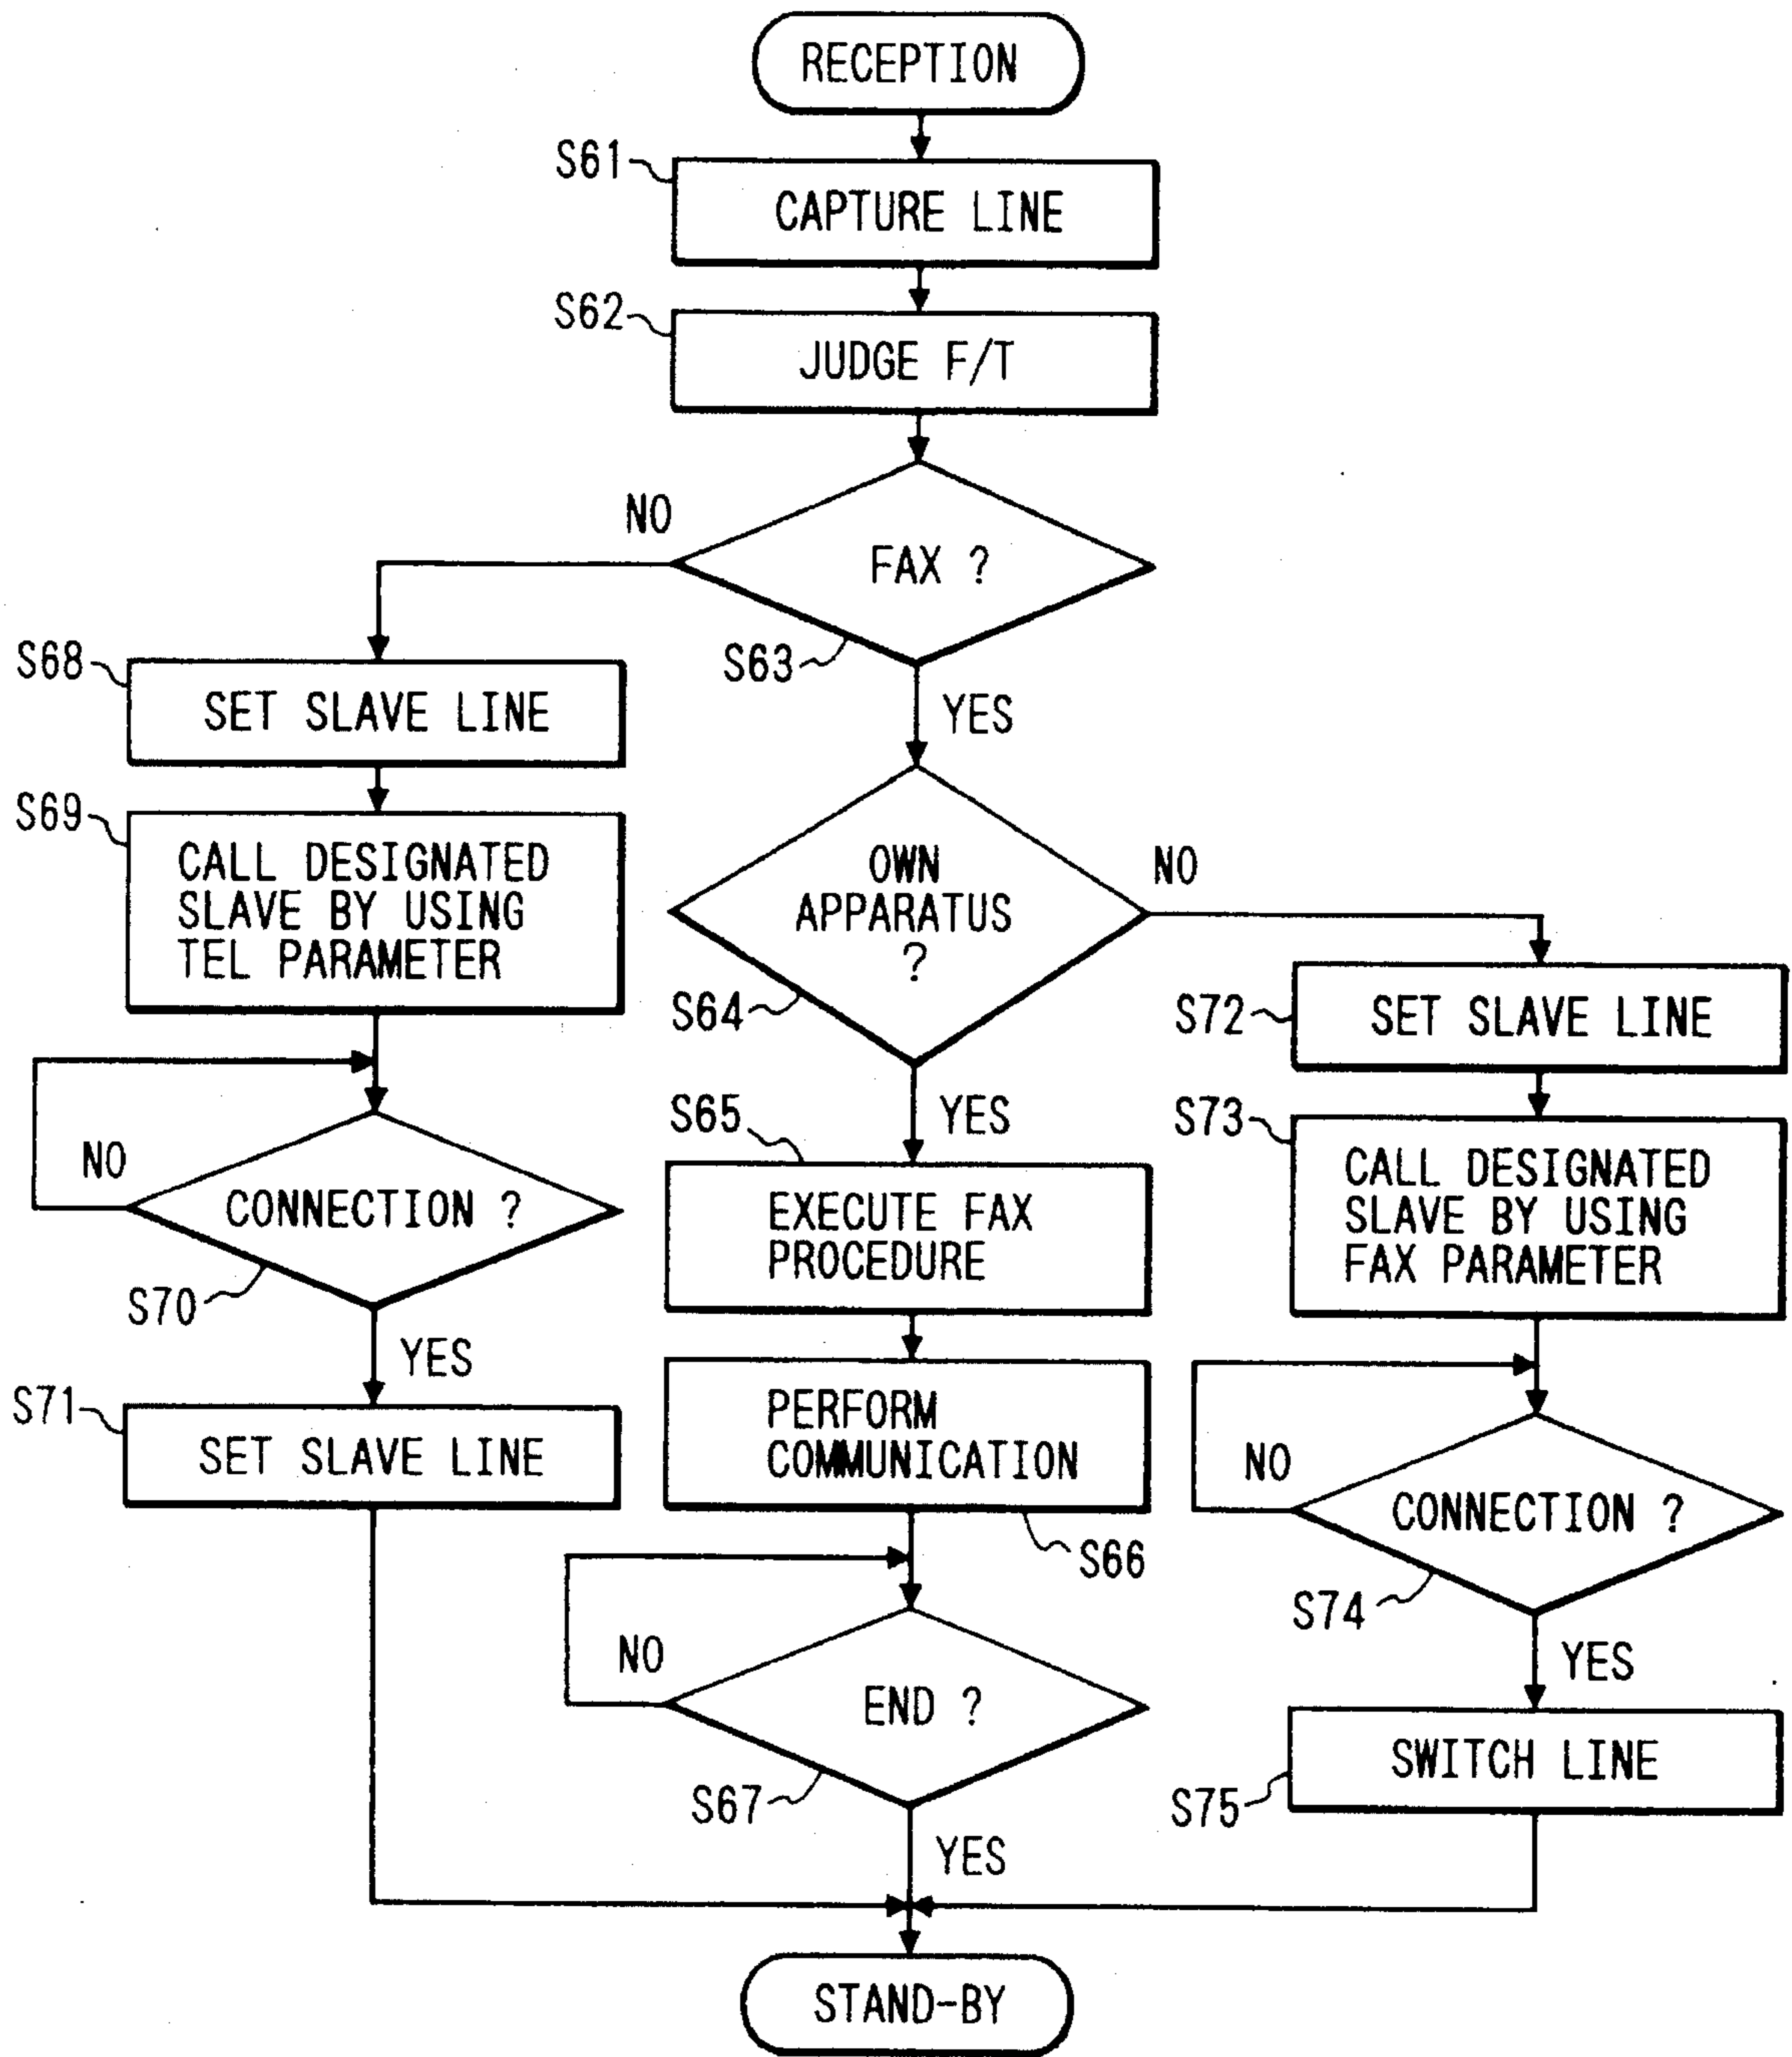 RECEPTION
S61
CAPTURE LINE
S62
JUDGE F/T
NO
FAX ?
S63
YES
S68
SET SLAVE LINE
S69
CALL DESIGNATED
SLAVE BY USING
TEL PARAMETER
NO
CONNECTION ?
S70
YES
S71
SET SLAVE LINE
OWN
APPARATUS
?
NO
S64
YES
S65
EXECUTE FAX
PROCEDURE
PERFORM
COMMUNICATION
S66
NO
END ?
S67
YES
S72
SET SLAVE LINE
S73
CALL DESIGNATED
SLAVE BY USING
FAX PARAMETER
NO
CONNECTION ?
S74
YES
SWITCH LINE
S75
STAND-BY